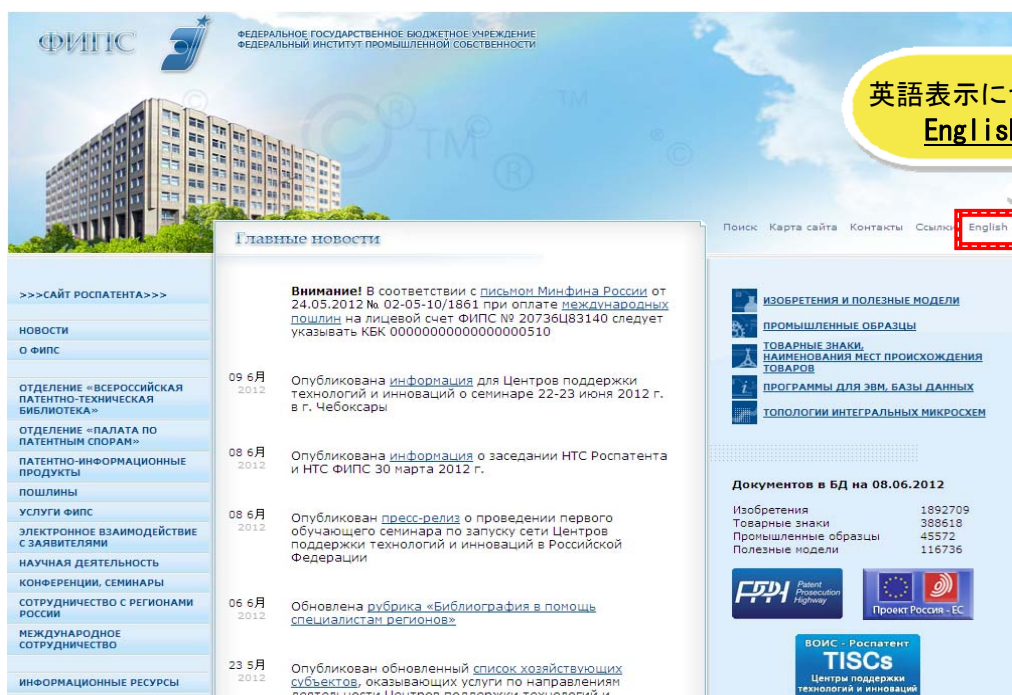 ФИПС
ФЕДЕРАЛЬНОЕ ГОСУДАРСТВЕННОЕ БЮДЖЕТНОЕ УЧРЕЖДЕНИЕ
ФЕДЕРАЛЬНЫЙ ИНСТИТУТ ПРОМЫШЛЕННОЙ СОБСТВЕННОСТИ
英語表示に
English
Поиск Карта сайта Контакты Ссылки English
>>>САЙТ РОСПАТЕНТА>>>
НОВОСТИ
О ФИПС
ОТДЕЛЕНИЕ «ВСЕРОССИЙСКАЯ
ПАТЕНТНО-ТЕХНИЧЕСКАЯ
БИБЛИОТЕКА»
ОТДЕЛЕНИЕ «ПАЛАТА ПО
ПАТЕНТНЫМ СПОРАМ»
ПАТЕНТНО-ИНФОРМАЦИОННЫЕ
ПРОДУКТЫ
ПОШЛИНЫ
УСЛУГИ ФИПС
ЭЛЕКТРОННОЕ ВЗАИМОДЕЙСТВИЕ
С ЗАЯВИТЕЛЯМИ
НАУЧНАЯ ДЕЯТЕЛЬНОСТЬ
КОНФЕРЕНЦИИ, СЕМИНАРЫ
СОТРУДНИЧЕСТВО С РЕГИОНАМИ
РОССИИ
МЕЖДУНАРОДНОЕ
СОТРУДНИЧЕСТВО
ИНФОРМАЦИОННЫЕ РЕСУРСЫ
Главные новости
Внимание! В соответствии с письмом Минфина России от
24.05.2012 № 02-05-10/1861 при оплате международных
пошлин на лицевой счет ФИПС № 20736Ц83140 следует
указывать КБК 00000000000000000510
09 6月
2012
Опубликована информация для Центров поддержки
технологий и инноваций о семинаре 22-23 июня 2012 г.
в г. Чебоксары
08 6月
2012
Опубликована информация о заседании НТС Роспатента
и НТС ФИПС 30 марта 2012 г.
08 6月
2012
Опубликован пресс-релиз о проведении первого
обучающего семинара по запуску сети Центров
поддержки технологий и инноваций в Российской
Федерации
06 6月
2012
Обновлена рубрика «Библиография в помощь
специалистам регионов»
23 5月
2012
Опубликован обновленный список хозяйствующих
субъектов, оказывающих услуги по направлениям
деятельности Центров поддержки технологий и
ИЗОБРЕТЕНИЯ И ПОЛЕЗНЫЕ МОДЕЛИ
ПРОМЫШЛЕННЫЕ ОБРАЗЦЫ
ТОВАРНЫЕ ЗНАКИ,
НАИМЕНОВАНИЯ МЕСТ ПРОИСХОЖДЕНИЯ
ТОВАРОВ
ПРОГРАММЫ ДЛЯ ЭВМ, БАЗЫ ДАННЫХ
ТОПОЛОГИИ ИНТЕГРАЛЬНЫХ МИКРОСХЕМ
Документов в БД на 08.06.2012
Изобретения 1892709
Товарные знаки 388618
Промышленные образцы 45572
Полезные модели 116736
PPH Patent
Prosecution
Highway
Проект Россия - ЕС
ВОИС - Роспатент
TISCs
Центры поддержки
технологий и инноваций